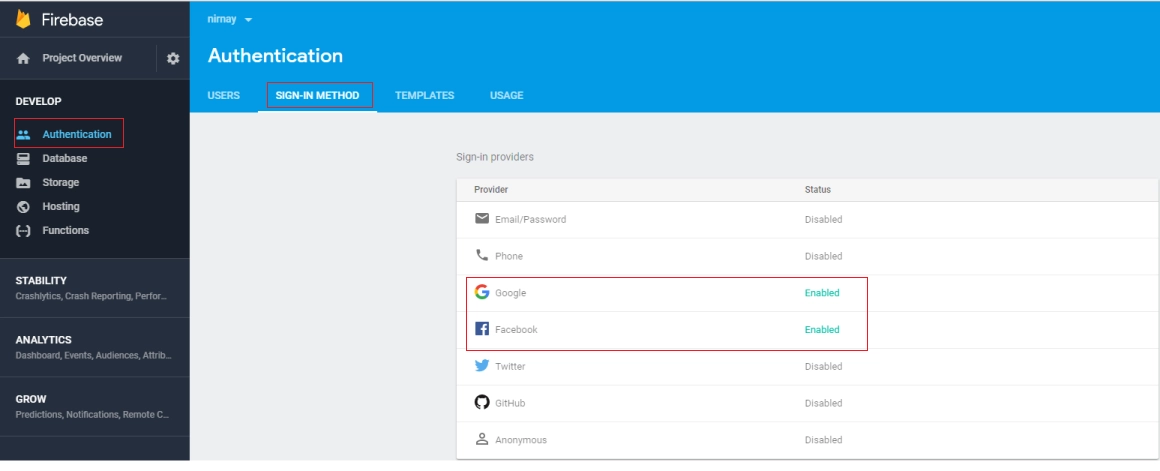 Firebase
Project Overview
DEVELOP
Authentication
Database
Storage
Hosting
Functions
STABILITY
Crashlytics, Crash Reporting, Perfor...
ANALYTICS
Dashboard, Events, Audiences, Attrib...
GROW
Predictions, Notifications, Remote C...
nirnay
Authentication
USERS SIGN-IN METHOD TEMPLATES USAGE
Sign-in providers
Provider Status
Email/Password Disabled
Phone Disabled
Google Enabled
Facebook Enabled
Twitter Disabled
GitHub Disabled
Anonymous Disabled